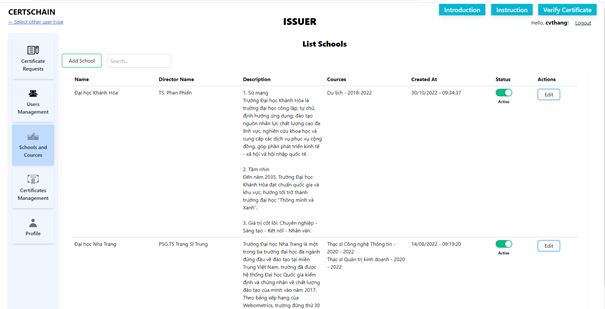 CERTSCHAIN
← Select other user type
ISSUER
Introduction
Instruction
Verify Certificate
Hello, cvthang! Logout
Certificate
Requests
Users
Management
Schools and
Cources
Certificates
Management
Profile
List Schools
Add School
Search...
Name Director Name Description Cources Created At Status Actions
Đại học Khánh Hòa
TS. Phan Phiến
1. Sứ mạng
Trường Đại học Khánh Hòa là
trường đại học công lập, tự chủ,
định hướng ứng dụng; đào tạo
nguồn nhân lực chất lượng cao đa
lĩnh vực, nghiên cứu khoa học và
cung cấp các dịch vụ phục vụ cộng
đồng, góp phần phát triển kinh tế
- xã hội và hội nhập quốc tế.
2. Tầm nhìn
Đến năm 2035, Trường Đại học
Khánh Hòa đạt chuẩn quốc gia và
khu vực, hướng tới trở thành
trường đại học "Thông minh và
Xanh".
3. Giá trị cốt lõi: Chuyên nghiệp -
Sáng tạo - Kết nối - Nhân văn.
Du lịch - 2018-2022
30/10/2022 - 09:34:37
Active
Edit
Đại học Nha Trang
PSG.TS Trang Sĩ Trung
Trường Đại học Nha Trang là một
trong ba trường đại học đa ngành
đứng đầu về đào tạo tại miền
Trung Việt Nam, trường đã được
hệ thống Đại học Quốc gia kiểm
định và chứng nhận về chất lượng
đào tạo của mình vào năm 2017.
Theo bảng xếp hạng của
Webometrics, trường đứng thứ 30
Thạc sĩ Công nghệ Thông tin -
2020 - 2022
Thạc sĩ Quản trị kinh doanh - 2020
- 2022
14/09/2022 - 09:19:20
Active
Edit